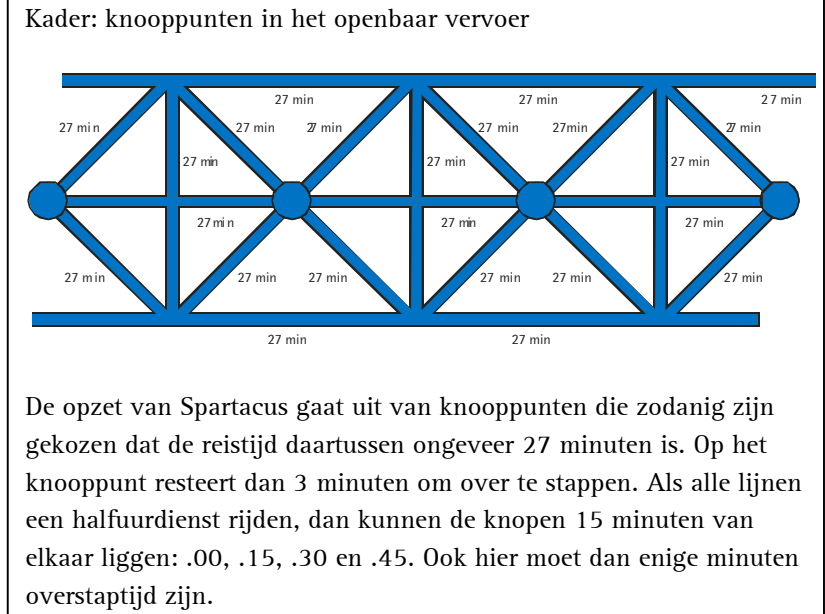 Kader: knooppunten in het openbaar vervoer
27 min 27 min 27 min
27 min 27 min 27 min 27 min 27min 27 min
27 min 27 min 27 min
27 min 27 min 27 min
27 min 27 min 27 min 27 min 27 min 27 min
27 min 27 min
De opzet van Spartacus gaat uit van knooppunten die zodanig zijn
gekozen dat de reistijd daartussen ongeveer 27 minuten is. Op het
knooppunt resteert dan 3 minuten om over te stappen. Als alle lijnen
een halfuurdienst rijden, dan kunnen de knopen 15 minuten van
elkaar liggen: .00, .15, .30 en .45. Ook hier moet dan enige minuten
overstaptijd zijn.